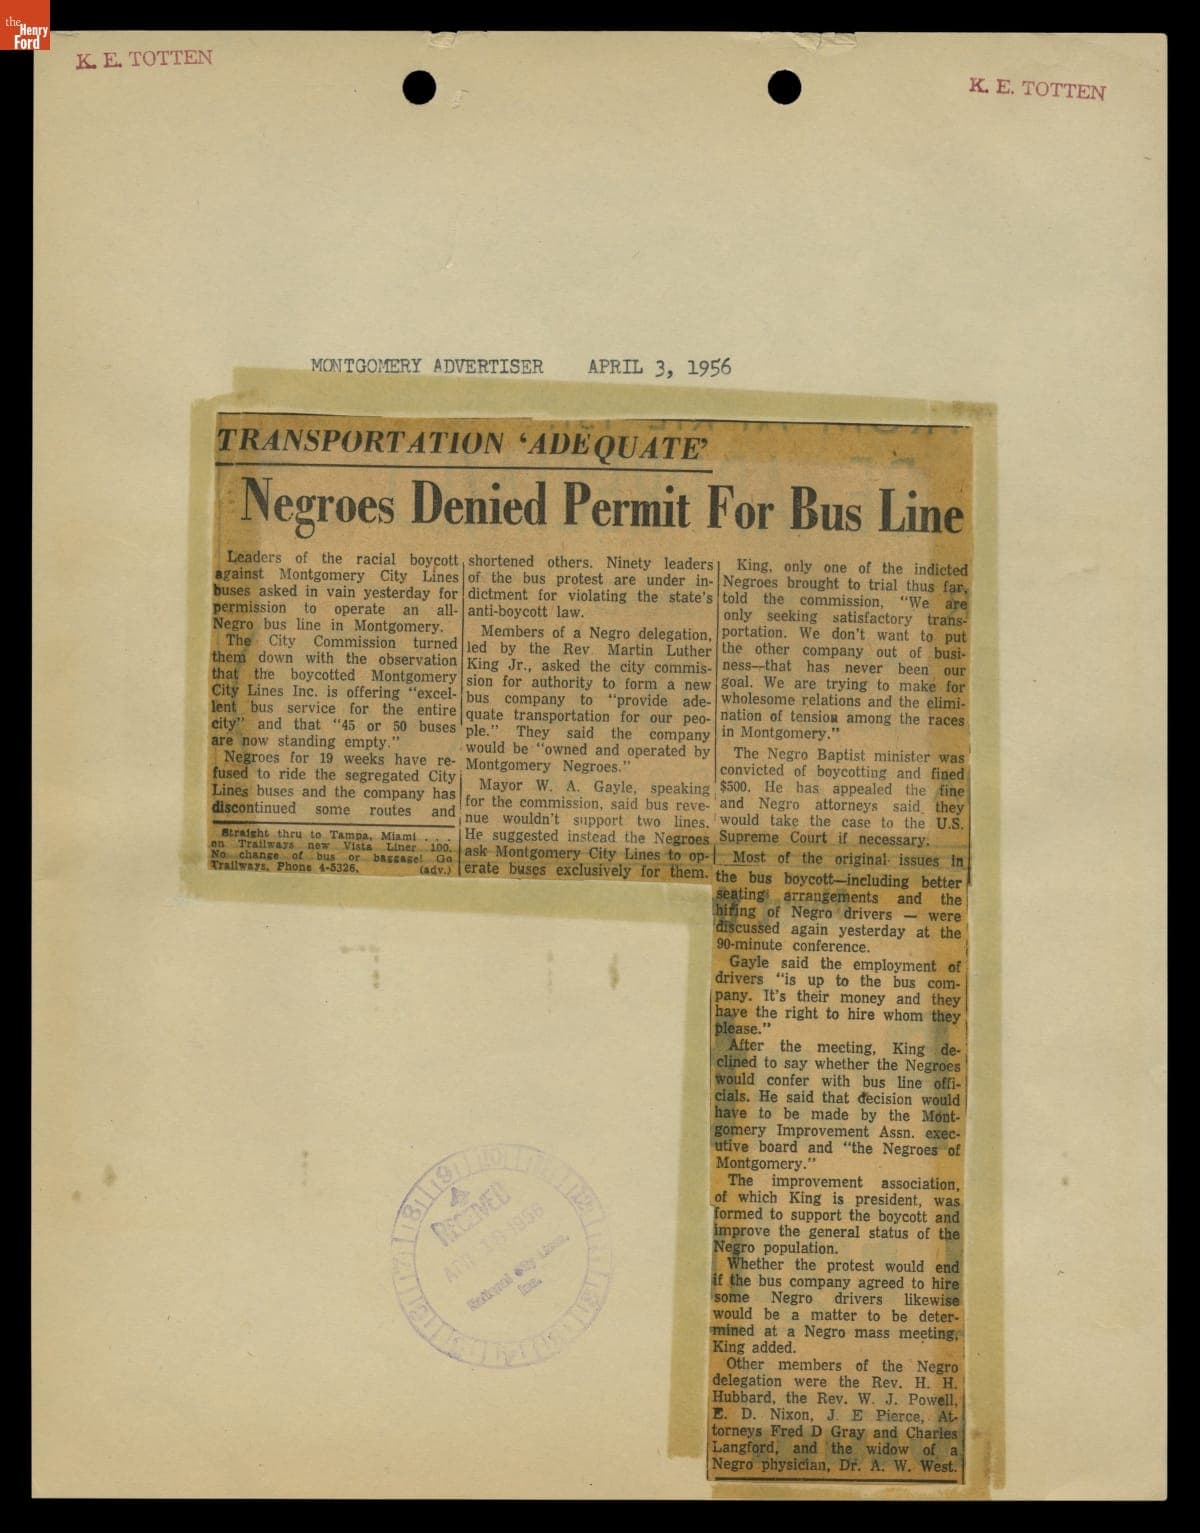 the
Henry
Ford
K. E. TOTTEN
K. E. TOTTEN
MONTGOMERY ADVERTISER APRIL 3, 1956
TRANSPORTATION 'ADEQUATE'
Negroes Denied Permit For Bus Line
Leaders of the racial boycott
against Montgomery City Lines
buses asked in vain yesterday for
permission to operate an all-
Negro bus line in Montgomery.
The City Commission turned
them down with the observation
that the boycotted Montgomery
City Lines Inc. is offering "excel-
lent bus service for the entire
city" and that "45 or 50 buses
are now standing empty."
Negroes for 19 weeks have re-
fused to ride the segregated City
Lines buses and the company has
discontinued some routes and
Straight thru to Tampa, Miami . . .
on Trailways new Vista Liner 100.
No change of bus or baggage! Go
Trailways, Phone 4-5326. (adv.)
shortened others. Ninety leaders
of the bus protest are under in-
dictment for violating the state's
anti-boycott law.
Members of a Negro delegation,
led by the Rev. Martin Luther
King Jr., asked the city commis-
sion for authority to form a new
bus company to "provide ade-
quate transportation for our peo-
ple." They said the company
would be "owned and operated by
Montgomery Negroes."
Mayor W. A. Gayle, speaking
for the commission, said bus reve-
nue wouldn't support two lines.
He suggested instead the Negroes
ask Montgomery City Lines to op-
erate buses exclusively for them.
King, only one of the indicted
Negroes brought to trial thus far,
told the commission, "We are
only seeking satisfactory trans-
portation. We don't want to put
the other company out of busi-
ness—that has never been our
goal. We are trying to make for
wholesome relations and the elimi-
nation of tension among the races
in Montgomery."
The Negro Baptist minister was
convicted of boycotting and fined
$500. He has appealed the fine
and Negro attorneys said they
would take the case to the U.S.
Supreme Court if necessary.
Most of the original issues in
the bus boycott—including better
seating arrangements and the
hiring of Negro drivers — were
discussed again yesterday at the
90-minute conference.
Gayle said the employment of
drivers "is up to the bus com-
pany. It's their money and they
have the right to hire whom they
please."
After the meeting, King de-
clined to say whether the Negroes
would confer with bus line offi-
cials. He said that decision would
have to be made by the Mont-
gomery Improvement Assn. exec-
utive board and "the Negroes of
Montgomery."
The improvement association,
of which King is president, was
formed to support the boycott and
improve the general status of the
Negro population.
Whether the protest would end
if the bus company agreed to hire
some Negro drivers likewise
would be a matter to be deter-
mined at a Negro mass meeting,
King added.
Other members of the Negro
delegation were the Rev. H. H.
Hubbard, the Rev. W. J. Powell,
E. D. Nixon, J. E Pierce, At-
torneys Fred D Gray and Charles
Langford, and the widow of a
Negro physician, Dr. A. W. West.
RECEIVED
1956
National City Lines,
Inc.